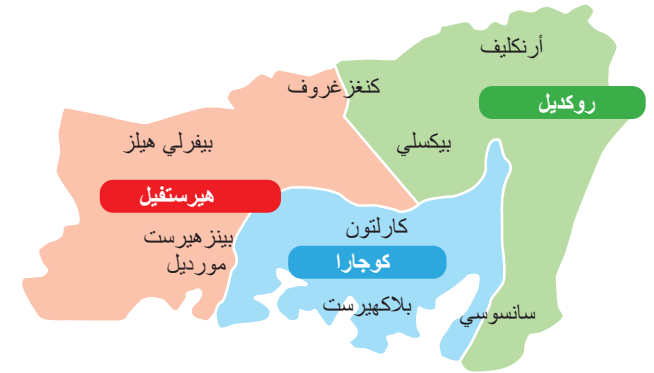 أرنكليف
كنغزغروف
روكديل
بيكسلي
بيفرلي هيلز
هيرستفيل
كارلتون
بينزهيرست
مورديل
كوجارا
بلاكهيرست
سانسوسي